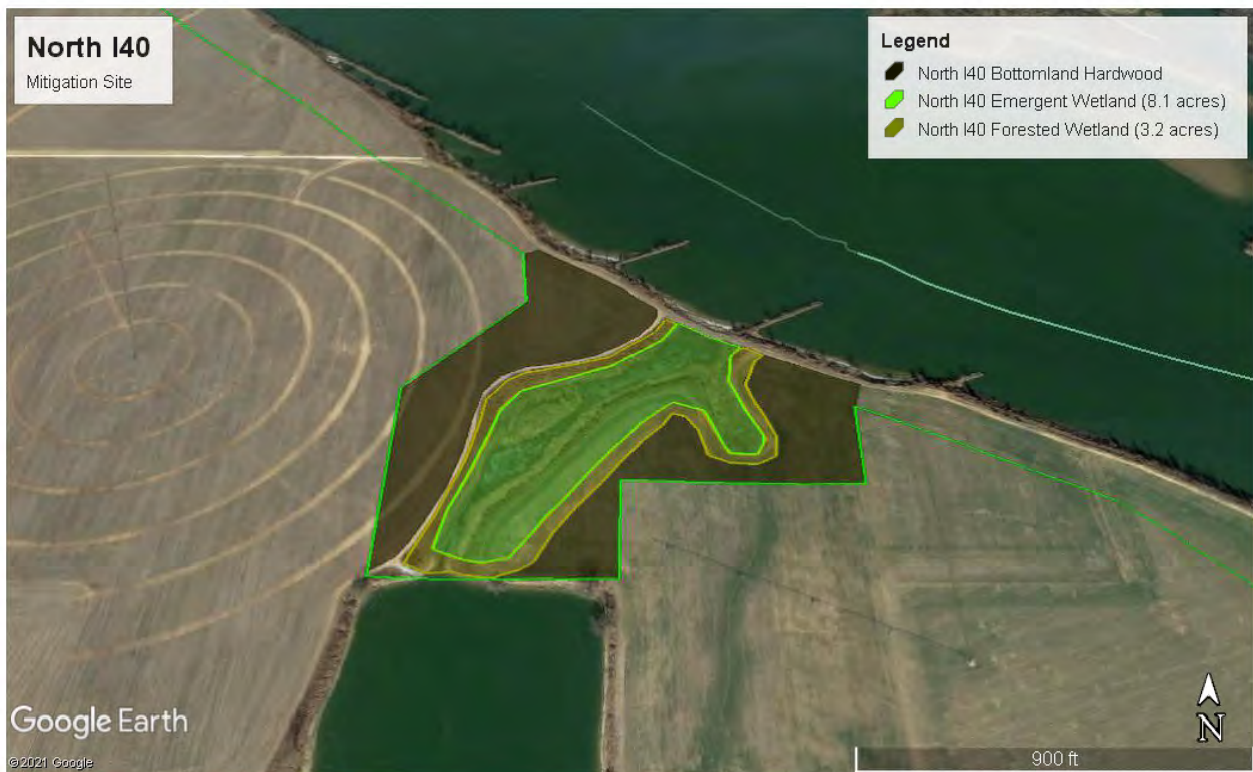 North I40
Mitigation Site
Legend
North I40 Bottomland Hardwood
North I40 Emergent Wetland (8.1 acres)
North I40 Forested Wetland (3.2 acres)
Google Earth
©2021 Google
N
900 ft